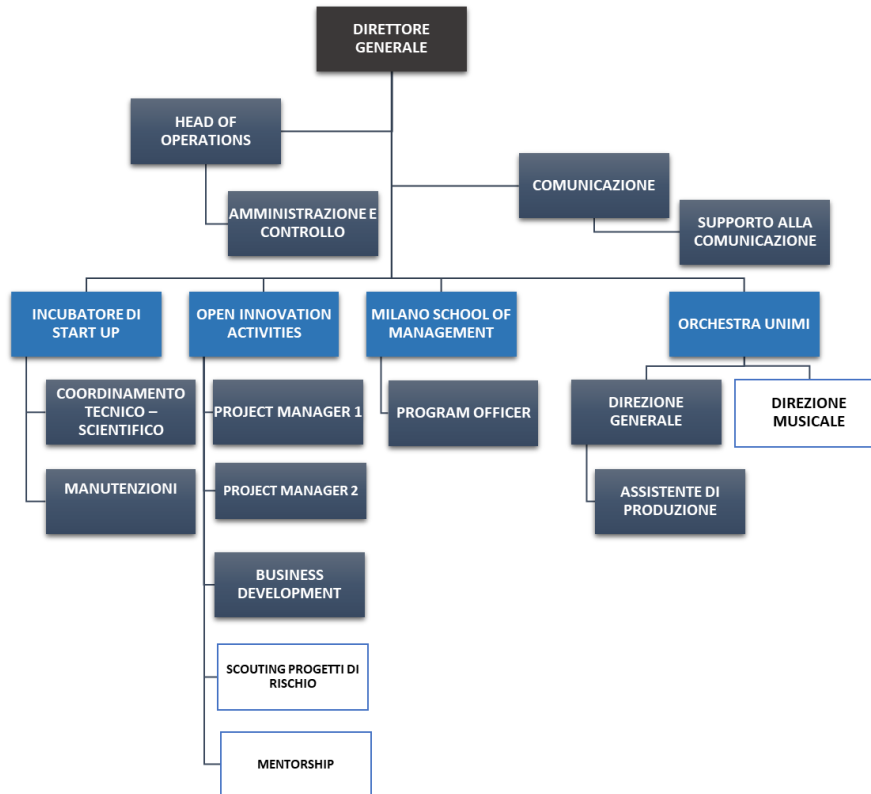 DIRETTORE
GENERALE
HEAD OF
OPERATIONS
AMMINISTRAZIONE E
CONTROLLO
COMUNICAZIONE
SUPPORTO ALLA
COMUNICAZIONE
INCUBATORE DI
START UP
OPEN INNOVATION
ACTIVITIES
MILANO SCHOOL OF
MANAGEMENT
ORCHESTRA UNIMI
COORDINAMENTO
TECNICO –
SCIENTIFICO
MANUTENZIONI
PROJECT MANAGER 1
PROJECT MANAGER 2
BUSINESS
DEVELOPMENT
SCOUTING PROGETTI DI
RISCHIO
MENTORSHIP
PROGRAM OFFICER
DIREZIONE
GENERALE
ASSISTENTE DI
PRODUZIONE
DIREZIONE
MUSICALE